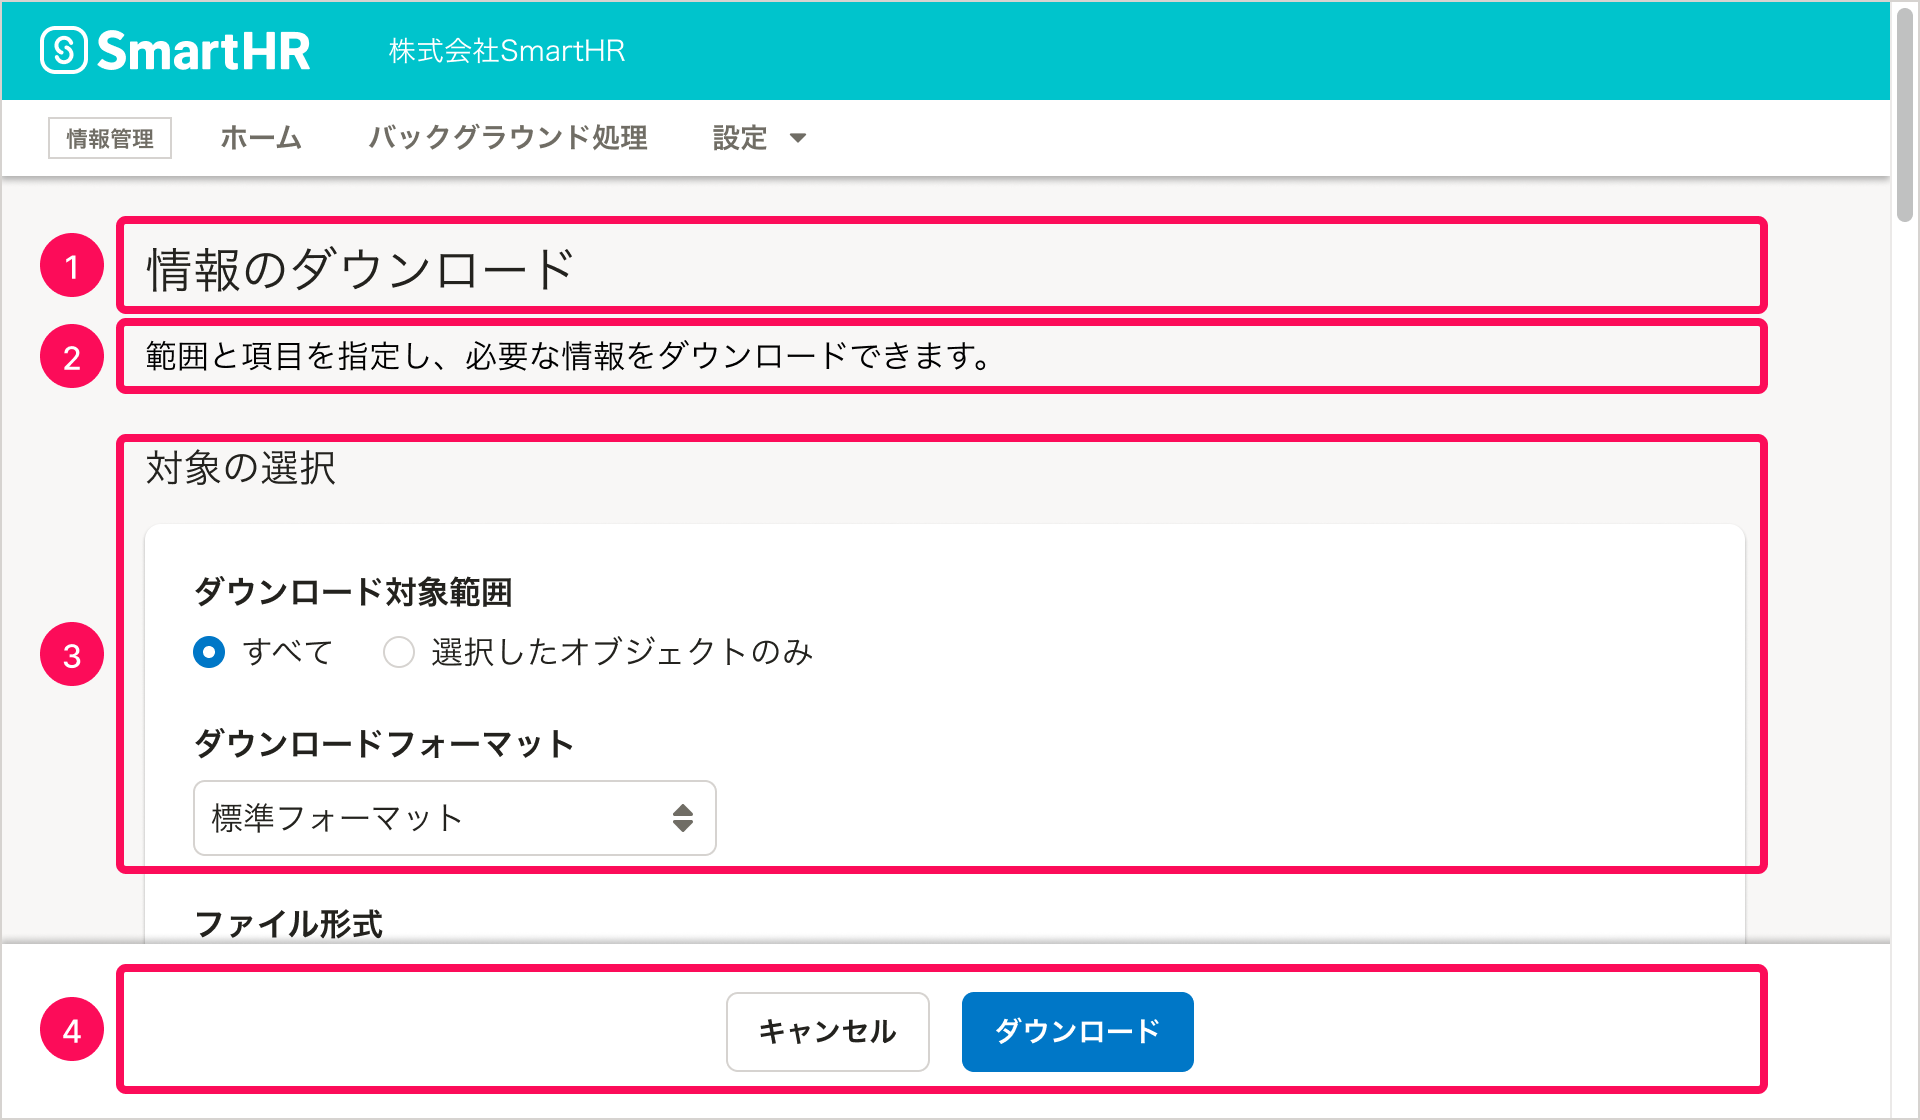 SmartHR 株式会社SmartHR
情報管理 ホーム バックグラウンド処理 設定
1 情報のダウンロード
2 範囲と項目を指定し、必要な情報をダウンロードできます。
対象の選択
ダウンロード対象範囲
3 すべて 選択したオブジェクトのみ
ダウンロードフォーマット
標準フォーマット
ファイル形式
4 キャンセル ダウンロード